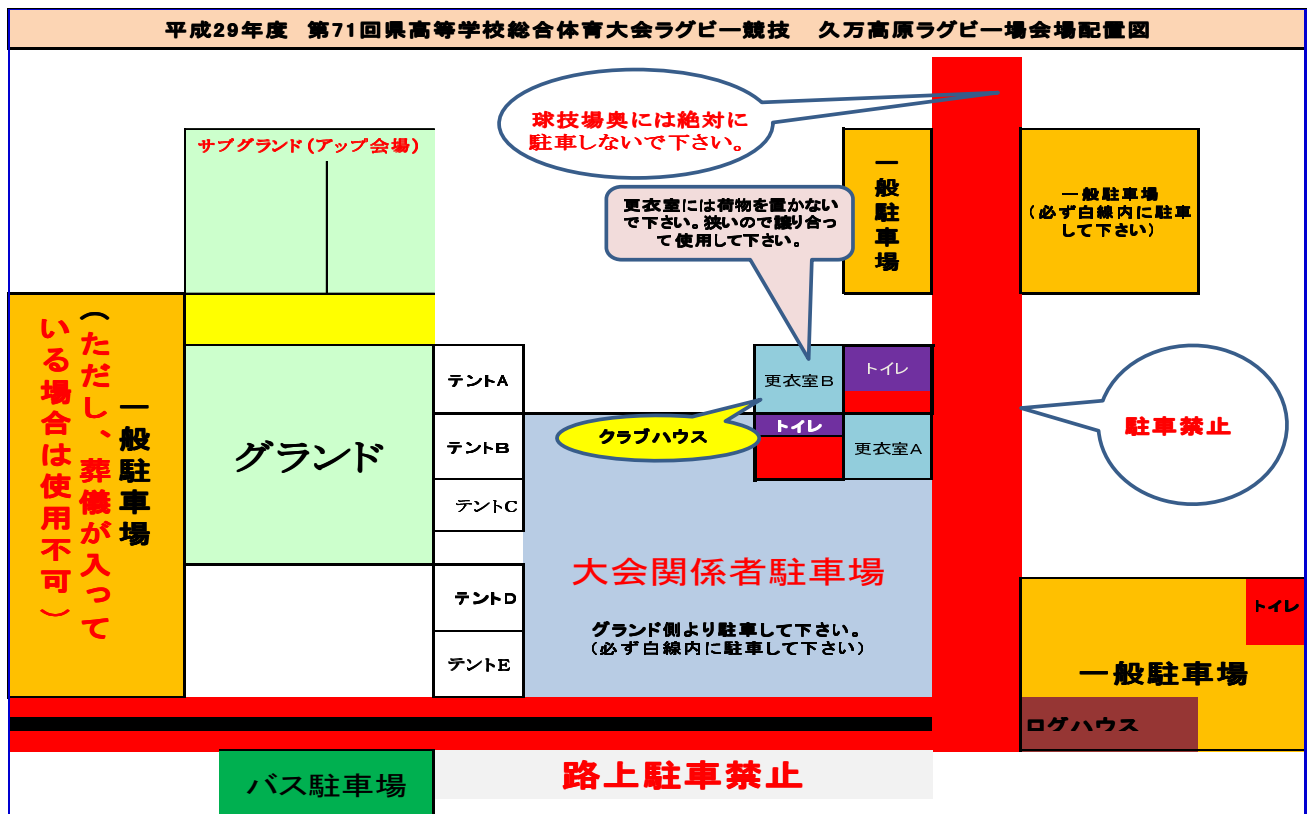 平成29年度　第71回県高等学校総合体育大会ラグビー競技　久万高原ラグビー場会場配置図
球技場奥には絶対に
駐車しないで下さい。
サブグランド（アップ会場）
一般駐車場
一般駐車場
（必ず白線内に駐車
して下さい）
更衣室には荷物を置かない
で下さい。狭いので譲り合っ
て使用して下さい。
一般駐車場
（ただし、葬儀が入って
いる場合は使用不可）
グランド
テントA
テントB
テントC
テントD
テントE
更衣室B
トイレ
クラブハウス
トイレ
更衣室A
駐車禁止
大会関係者駐車場
グランド側より駐車して下さい。
（必ず白線内に駐車して下さい）
トイレ
一般駐車場
ログハウス
バス駐車場
路上駐車禁止